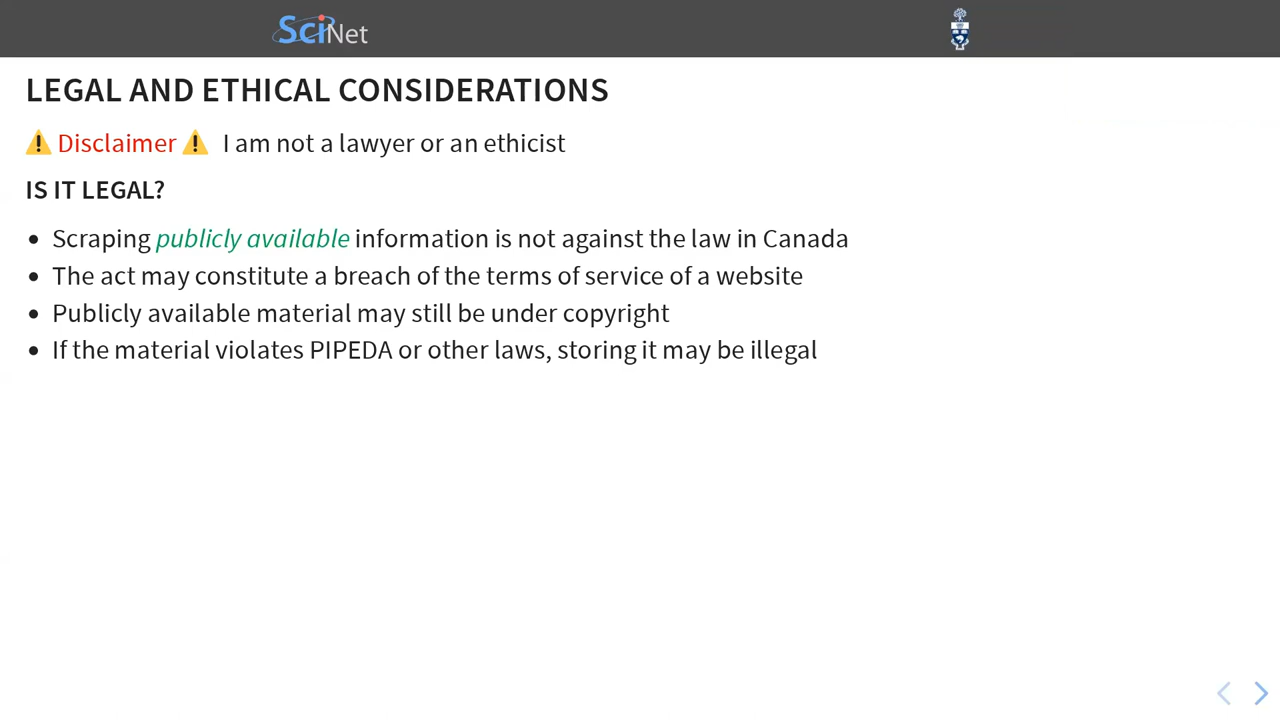 SciNet
LEGAL AND ETHICAL CONSIDERATIONS
⚠️ Disclaimer ⚠️ I am not a lawyer or an ethicist
IS IT LEGAL?
• Scraping publicly available information is not against the law in Canada
• The act may constitute a breach of the terms of service of a website
• Publicly available material may still be under copyright
• If the material violates PIPEDA or other laws, storing it may be illegal